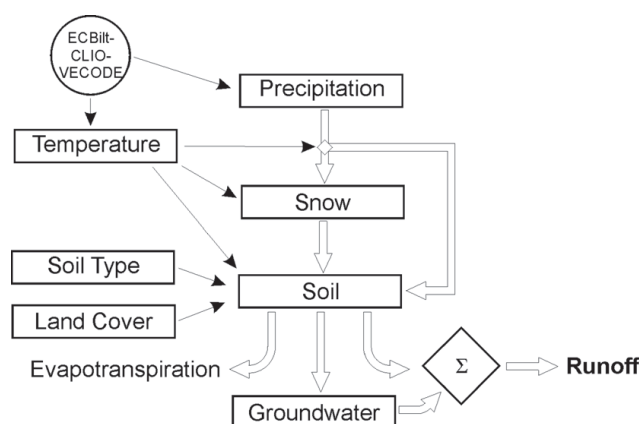 ECBilt-
CLIO-
VECODE
Precipitation
Temperature
Snow
Soil Type
Soil
Land Cover
Evapotranspiration
Σ
Runoff
Groundwater